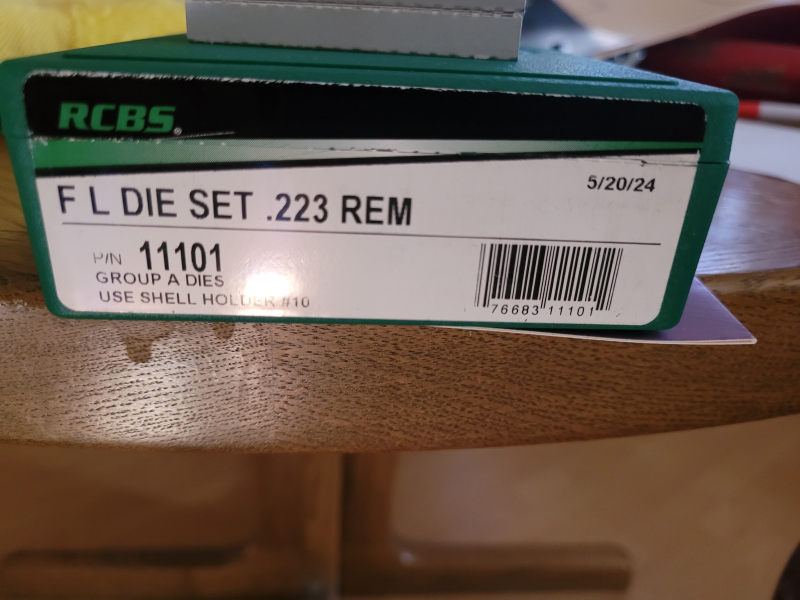 RCBS.
5/20/24
F L DIE SET .223 REM
P/N 11101
GROUP A DIES
USE SHELL HOLDER #10
76683 11101